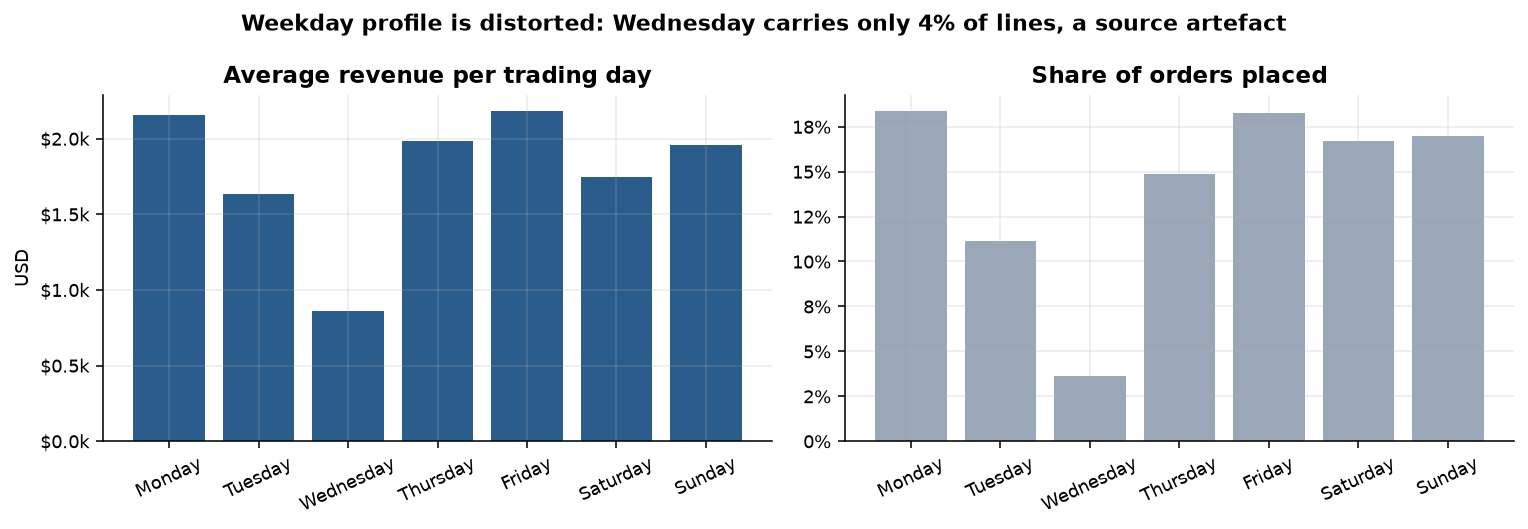 Weekday profile is distorted: Wednesday carries only 4% of lines, a source artefact
Average revenue per trading day
USD
$2.0k
$1.5k
$1.0k
$0.5k
$0.0k
Monday
Tuesday
Wednesday
Thursday
Friday
Saturday
Sunday
Share of orders placed
18%
15%
12%
10%
8%
5%
2%
0%
Monday
Tuesday
Wednesday
Thursday
Friday
Saturday
Sunday